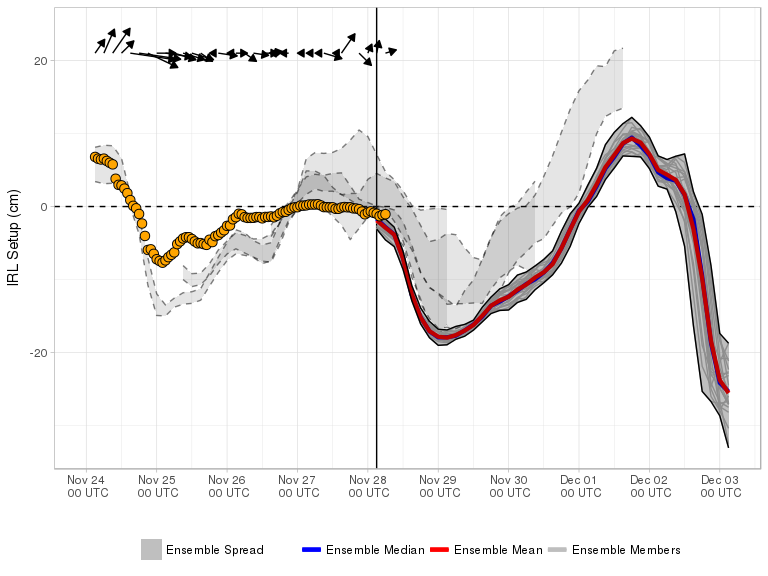 IRL Setup (cm)
20
0
-20
Nov 24 Nov 25 Nov 26 Nov 27 Nov 28 Nov 29 Nov 30 Dec 01 Dec 02 Dec 03
00 UTC 00 UTC 00 UTC 00 UTC 00 UTC 00 UTC 00 UTC 00 UTC 00 UTC 00 UTC
Ensemble Spread Ensemble Median Ensemble Mean Ensemble Members